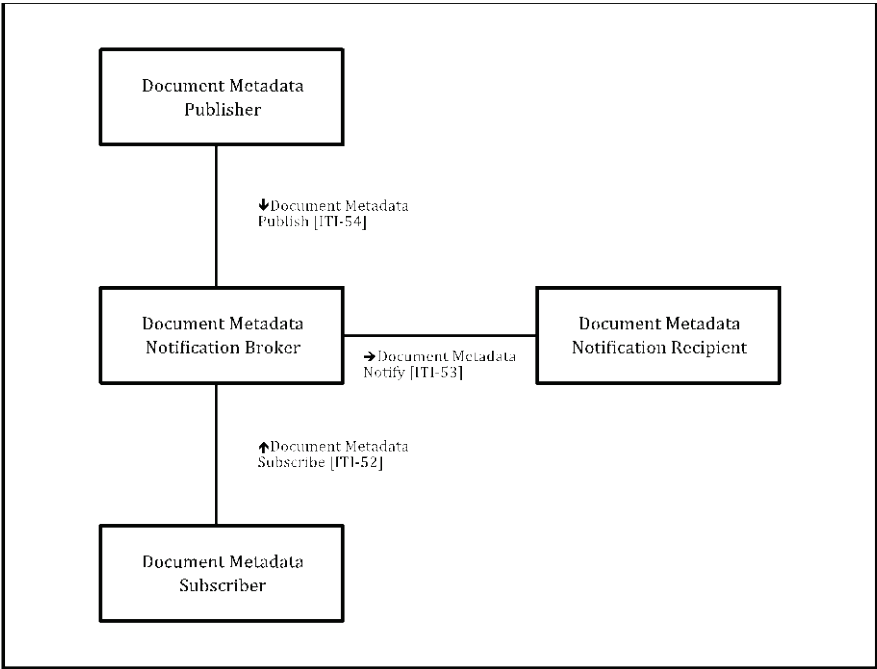 Document Metadata
Publisher
↓Document Metadata
Publish [ITI-54]
Document Metadata
Notification Broker
→Document Metadata
Notify [ITI-53]
Document Metadata
Notification Recipient
↑Document Metadata
Subscribe [ITI-52]
Document Metadata
Subscriber